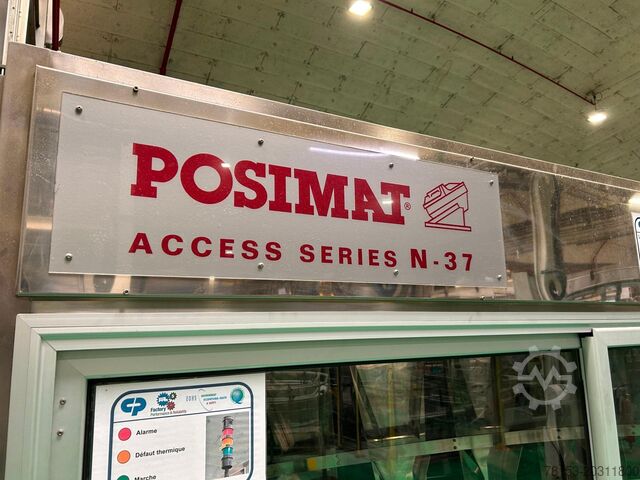 POSIMAT®
ACCESS SERIES N-37
CP
Factory
Alarme
Défaut thermique
Marche